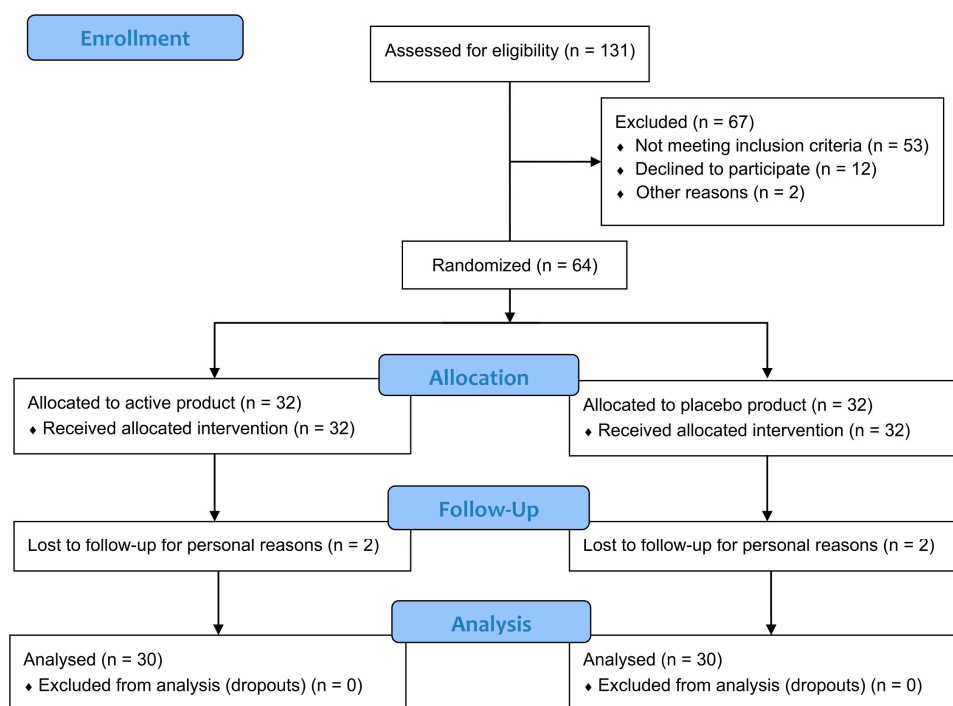 Enrollment
Assessed for eligibility (n = 131)
Excluded (n = 67)
♦ Not meeting inclusion criteria (n = 53)
♦ Declined to participate (n = 12)
♦ Other reasons (n = 2)
Randomized (n = 64)
Allocation
Allocated to active product (n = 32)
♦ Received allocated intervention (n = 32)
Allocated to placebo product (n = 32)
♦ Received allocated intervention (n = 32)
Follow-Up
Lost to follow-up for personal reasons (n = 2)
Lost to follow-up for personal reasons (n = 2)
Analysis
Analysed (n = 30)
♦ Excluded from analysis (dropouts) (n = 0)
Analysed (n = 30)
♦ Excluded from analysis (dropouts) (n = 0)